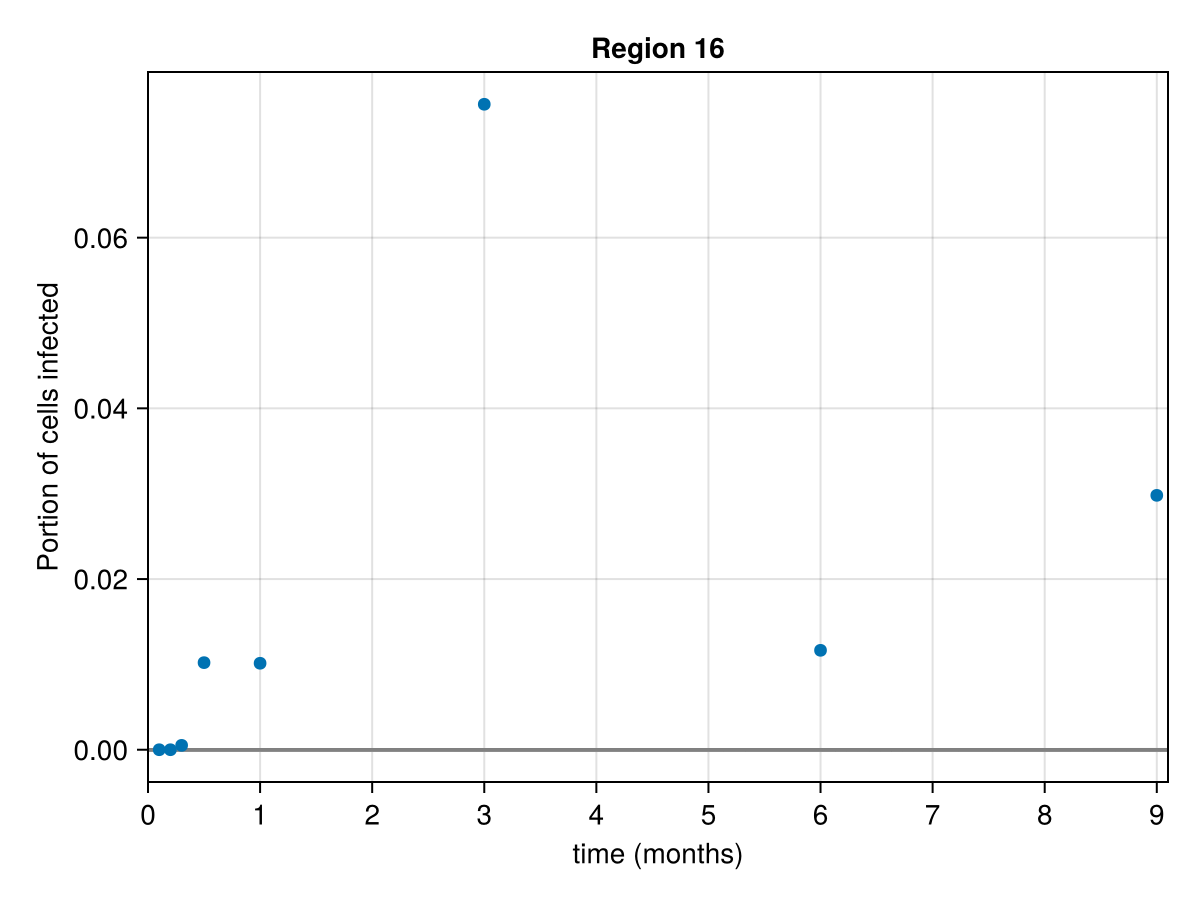 Region 16
Portion of cells infected
0.06
0.04
0.02
0.00
0 1 2 3 4 5 6 7 8 9
time (months)